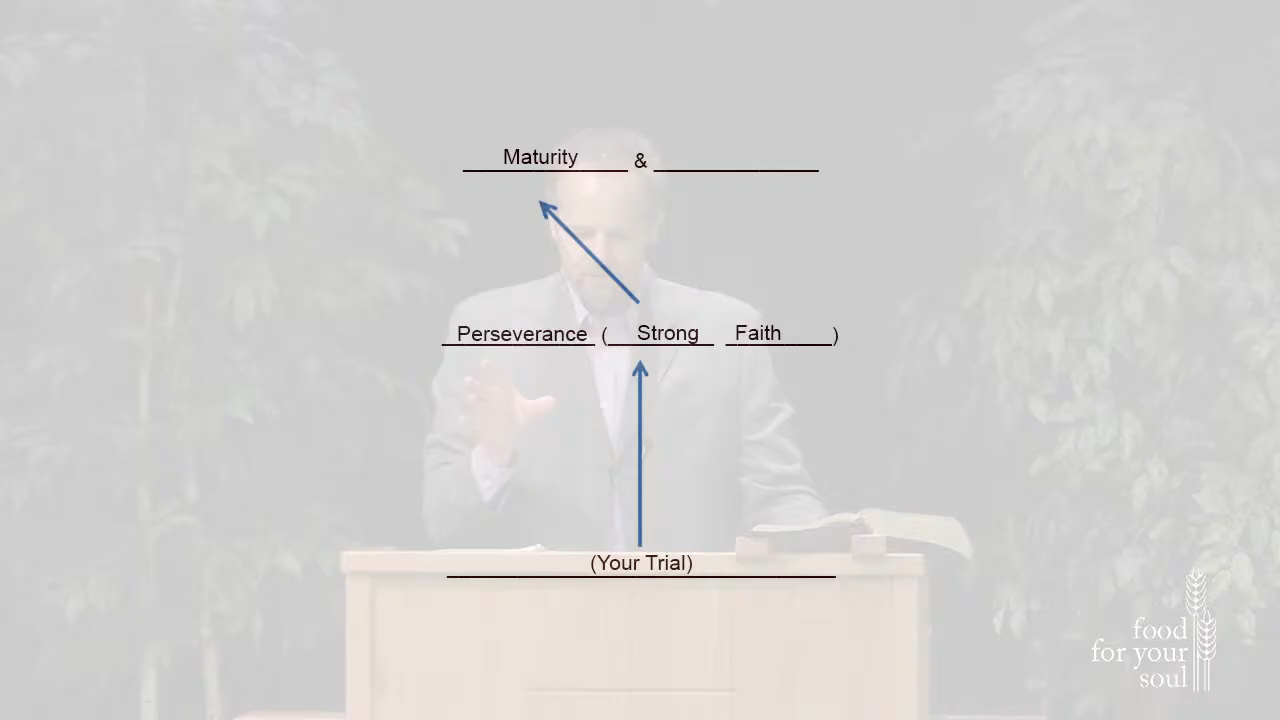 Maturity & 
Perseverance (Strong Faith)
(Your Trial)
food
for your
soul